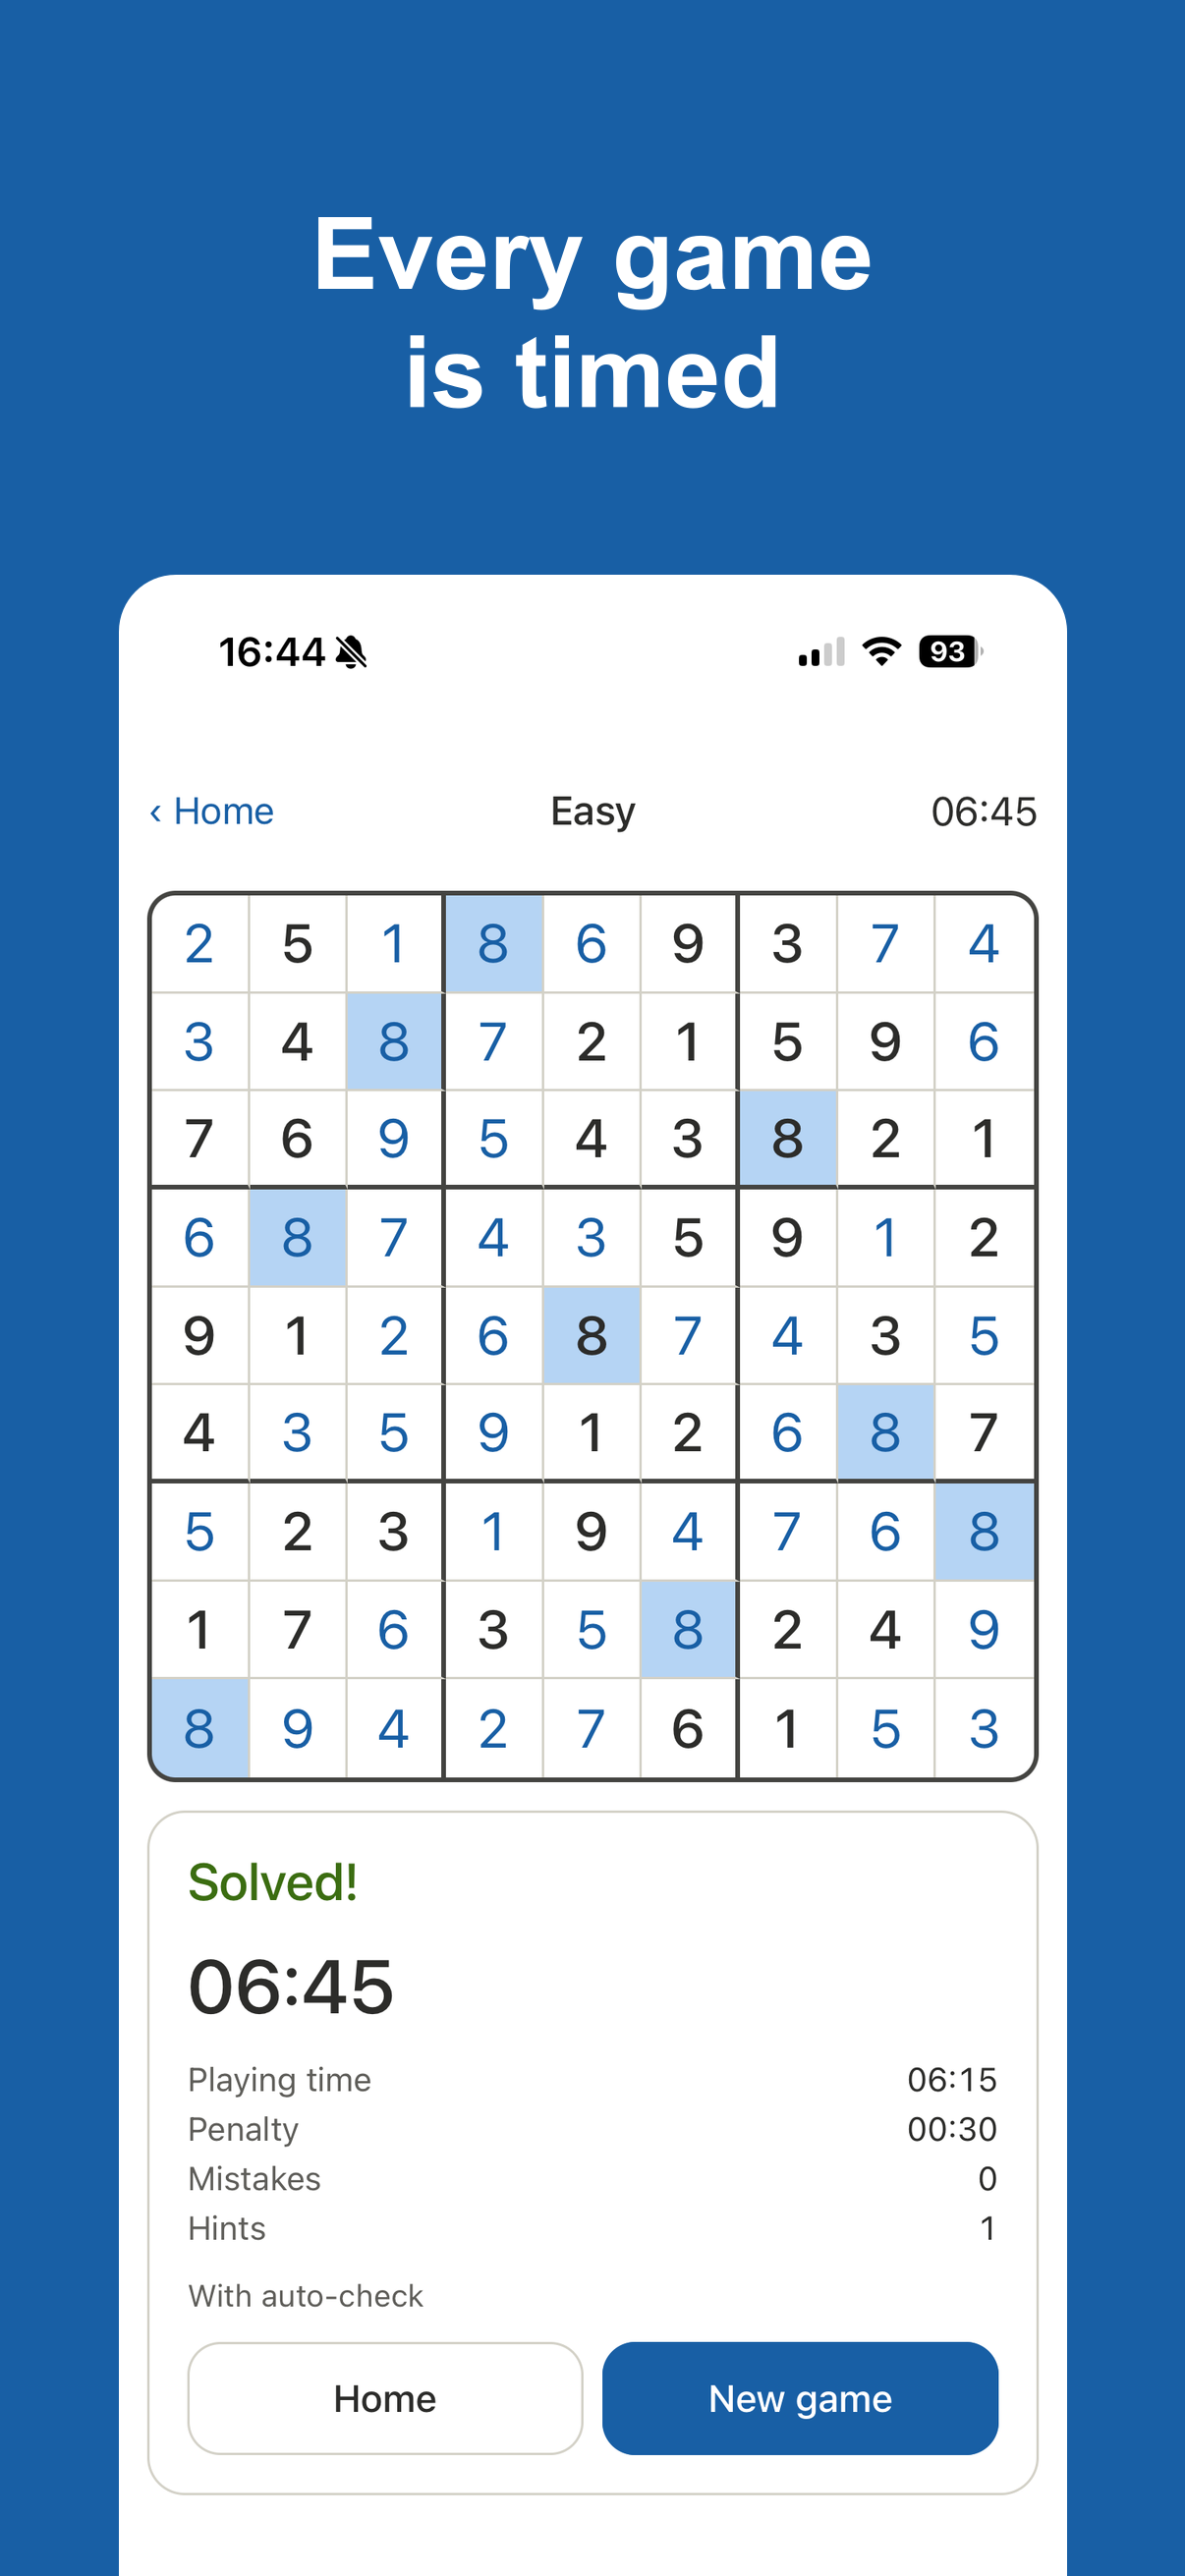 Every game
is timed
16:44
93
‹ Home Easy 06:45
2 5 1 8 6 9 3 7 4
3 4 8 7 2 1 5 9 6
7 6 9 5 4 3 8 2 1
6 8 7 4 3 5 9 1 2
9 1 2 6 8 7 4 3 5
4 3 5 9 1 2 6 8 7
5 2 3 1 9 4 7 6 8
1 7 6 3 5 8 2 4 9
8 9 4 2 7 6 1 5 3
Solved!
06:45
Playing time 06:15
Penalty 00:30
Mistakes 0
Hints 1
With auto-check
Home New game